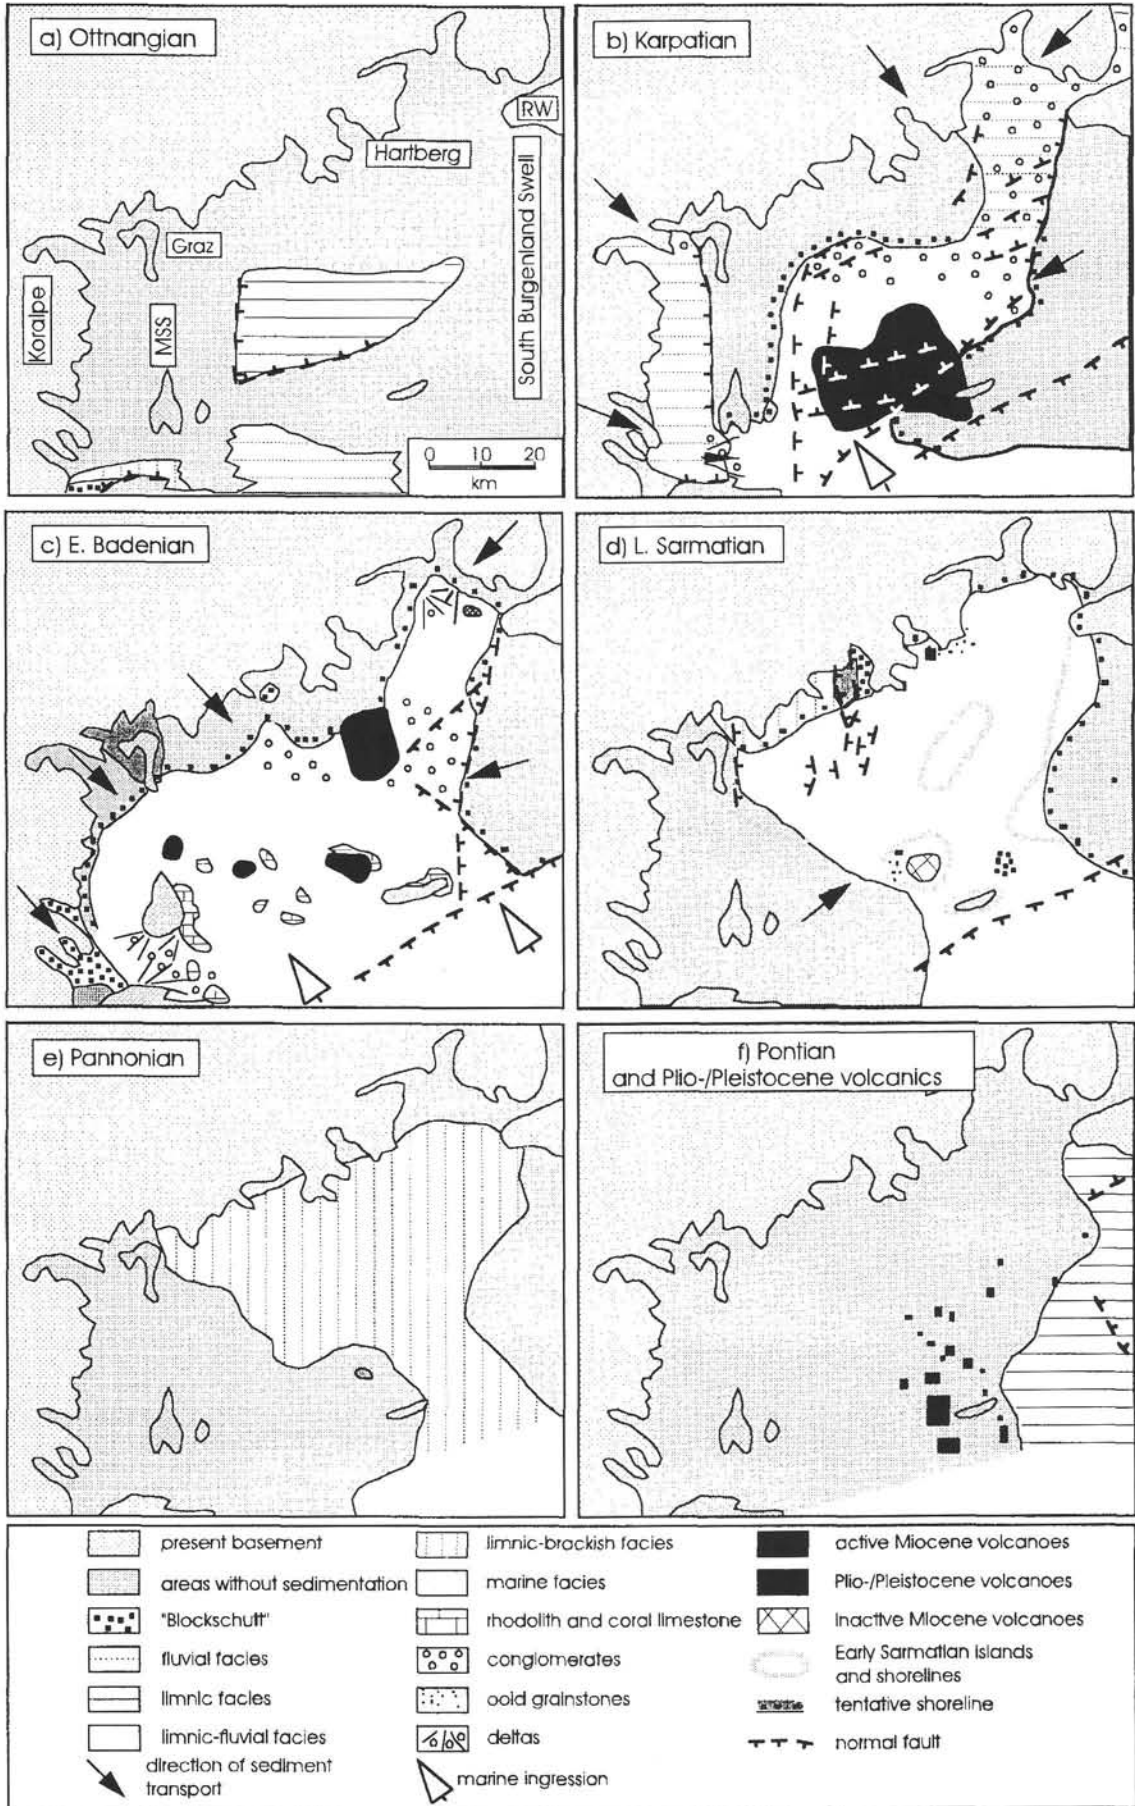 a) Ottnangian
RW
Hartberg
Graz
Koralpe
MSS
South Burgenland Swell
0 10 20
km
b) Karpatian
c) E. Badenian
d) L. Sarmatian
e) Pannonian
f) Pontian
and Plio-/Pleistocene volcanics
present basement
areas without sedimentation
"Blockschutt"
fluvial facies
limnic facies
limnic-fluvial facies
direction of sediment
transport
limnic-brackish facies
marine facies
rhodolith and coral limestone
conglomerates
ooid grainstones
deltas
marine ingression
active Miocene volcanoes
Plio-/Pleistocene volcanoes
Inactive Miocene volcanoes
Early Sarmatian islands
and shorelines
tentative shoreline
normal fault